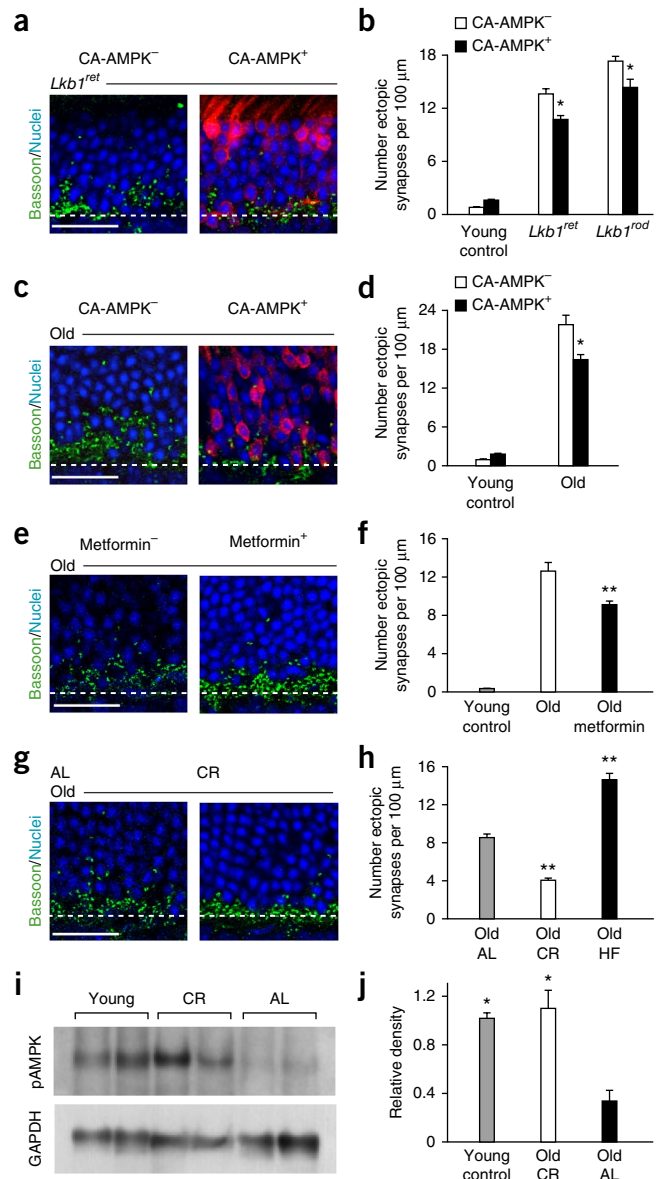 a
CA-AMPK⁻ CA-AMPK⁺
Lkb1ret
Bassoon/Nuclei
b
CA-AMPK⁻
CA-AMPK⁺
Number ectopic
synapses per 100 μm
18
12
6
0
*
*
Young
control
Lkb1ret
Lkb1rod
c
CA-AMPK⁻ CA-AMPK⁺
Old
Bassoon/Nuclei
d
CA-AMPK⁻
CA-AMPK⁺
Number ectopic
synapses per 100 μm
24
18
12
6
0
*
Young
control
Old
e
Metformin⁻ Metformin⁺
Old
Bassoon/Nuclei
f
Number ectopic
synapses per 100 μm
16
12
8
4
0
**
Young
control
Old
Old
metformin
g
AL CR
Old
Bassoon/Nuclei
h
Number ectopic
synapses per 100 μm
16
12
8
4
0
**
**
Old
AL
Old
CR
Old
HF
i
Young CR AL
pAMPK
GAPDH
j
Relative density
1.2
0.8
0.4
0
*
*
Young
control
Old
CR
Old
AL